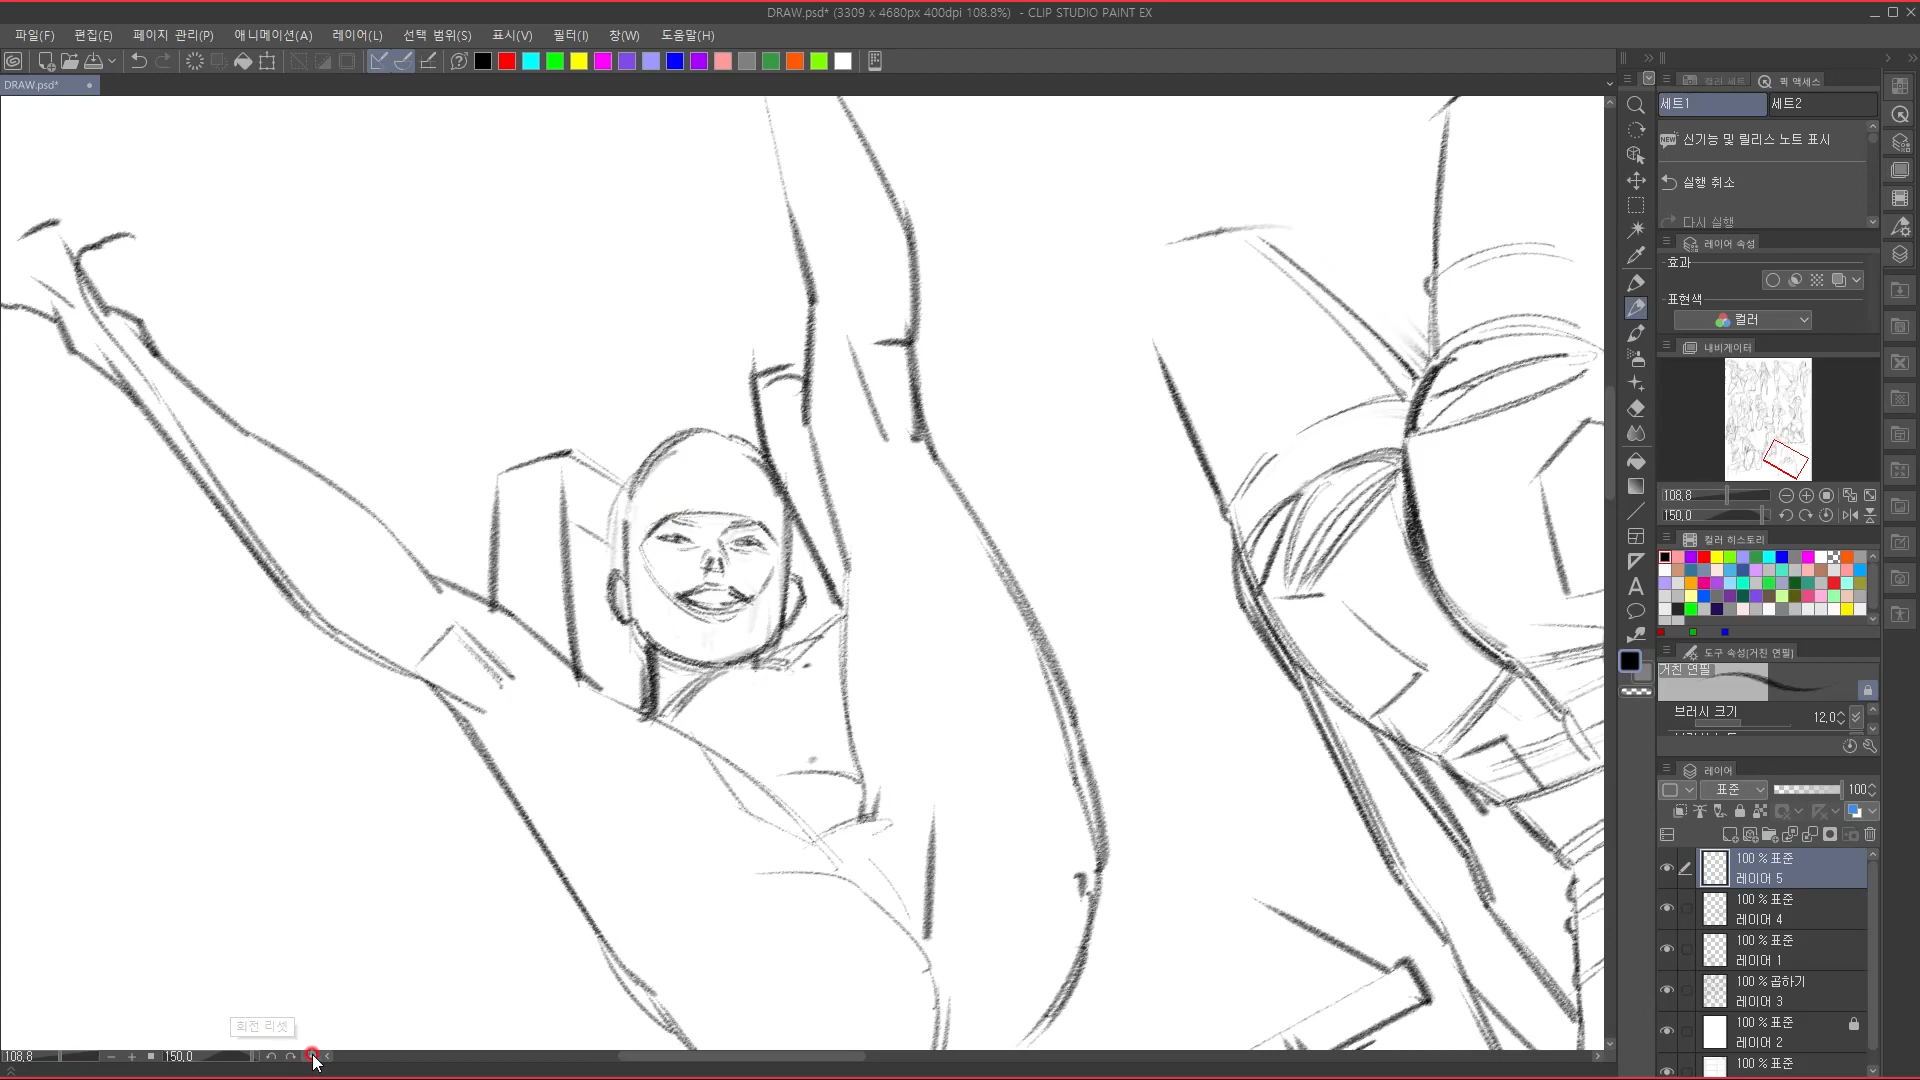 DRAW.psd* (3309 x 4680px 400dpi 108.8%) - CLIP STUDIO PAINT EX
파일(F) 편집(E) 페이지 관리(P) 애니메이션(A) 레이어(L) 선택 범위(S) 표시(V) 필터(I) 창(W) 도움말(H)
DRAW.psd*
컬러 세트 퀵 액세스
세트1 세트2
NEW 신기능 및 릴리스 노트 표시
실행 취소
다시 실행
레이어 속성
효과
표현색
컬러
내비게이터
108.8
150.0
컬러 히스토리
도구 속성[거친 연필]
거친 연필
브러시 크기 12.0
레이어
표준 100
100 % 표준
레이어 5
100 % 표준
레이어 4
100 % 표준
레이어 1
100 % 곱하기
레이어 3
100 % 표준
레이어 2
100 % 표준
회전 리셋
108.8 150.0